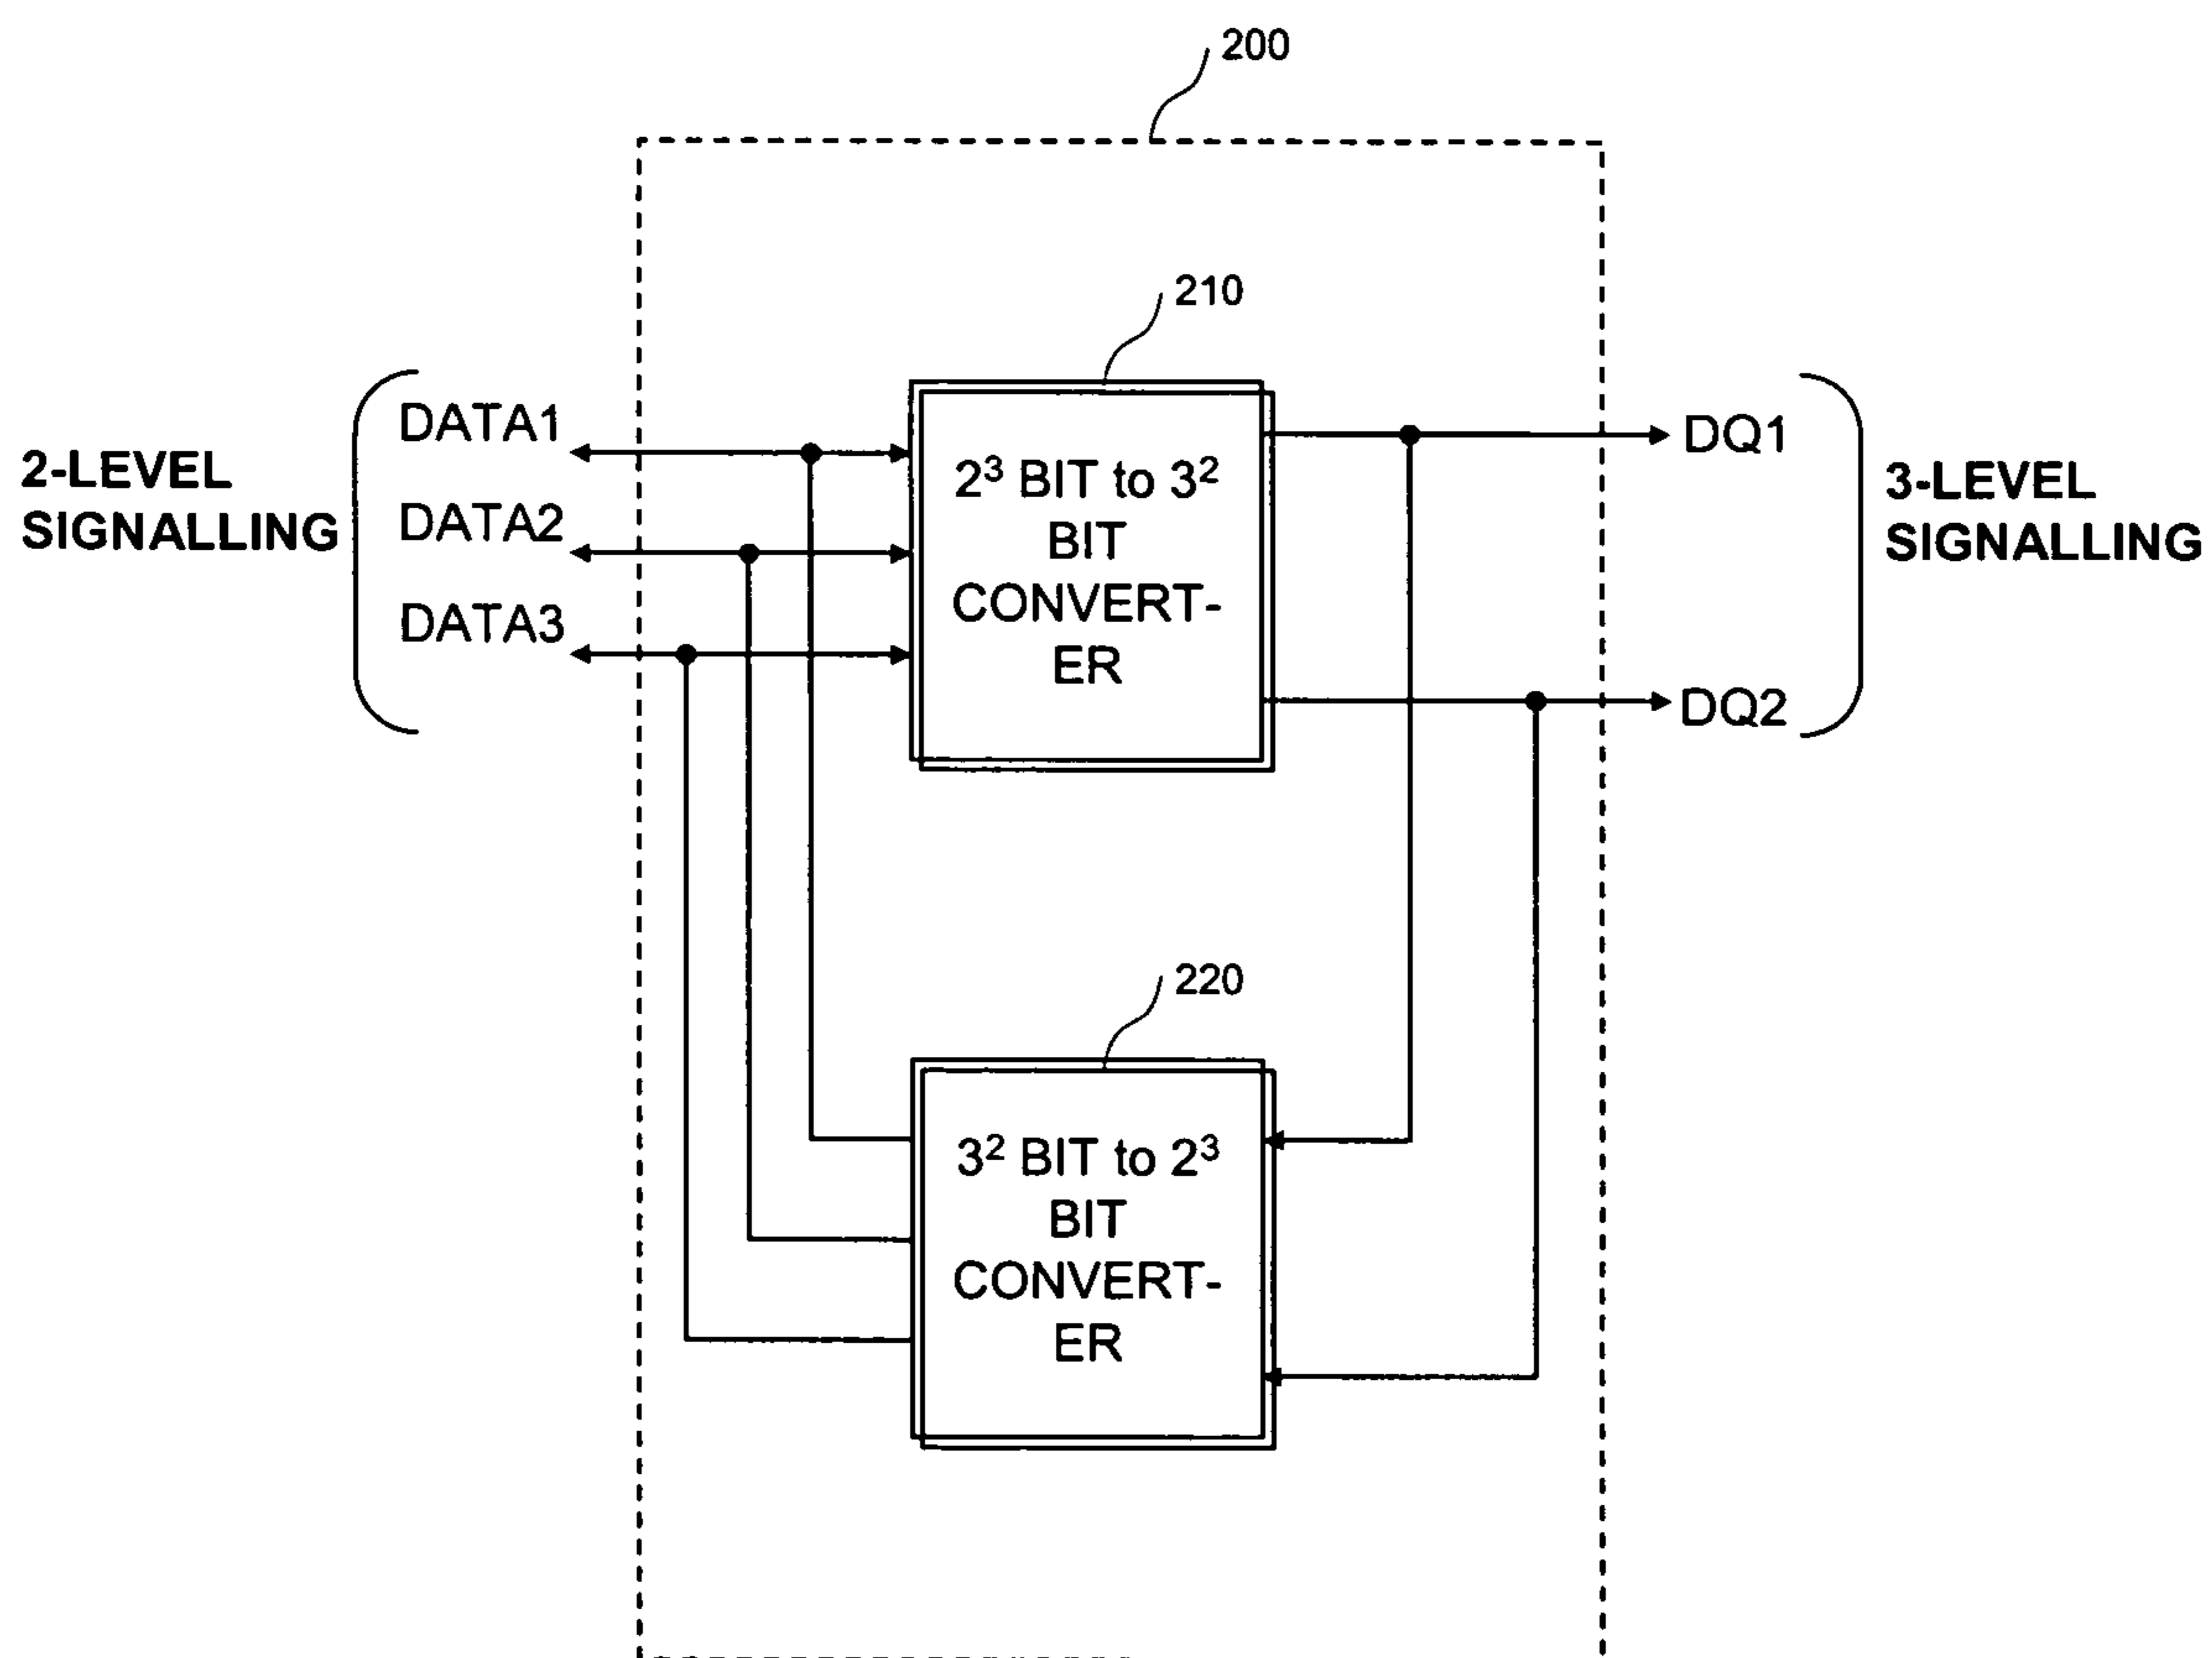 200
210
DATA1
DATA2
DATA3
2-LEVEL
SIGNALLING
2³ BIT to 3²
BIT
CONVERT-
ER
DQ1
DQ2
3-LEVEL
SIGNALLING
220
3² BIT to 2³
BIT
CONVERT-
ER